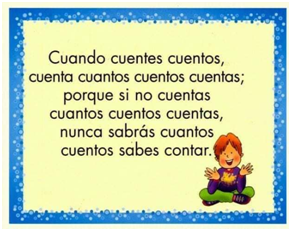 Cuando cuentes cuentos,
cuenta cuantos cuentos cuentas;
porque si no cuentas
cuantos cuentos cuentas,
nunca sabrás cuantos
cuentos sabes contar.